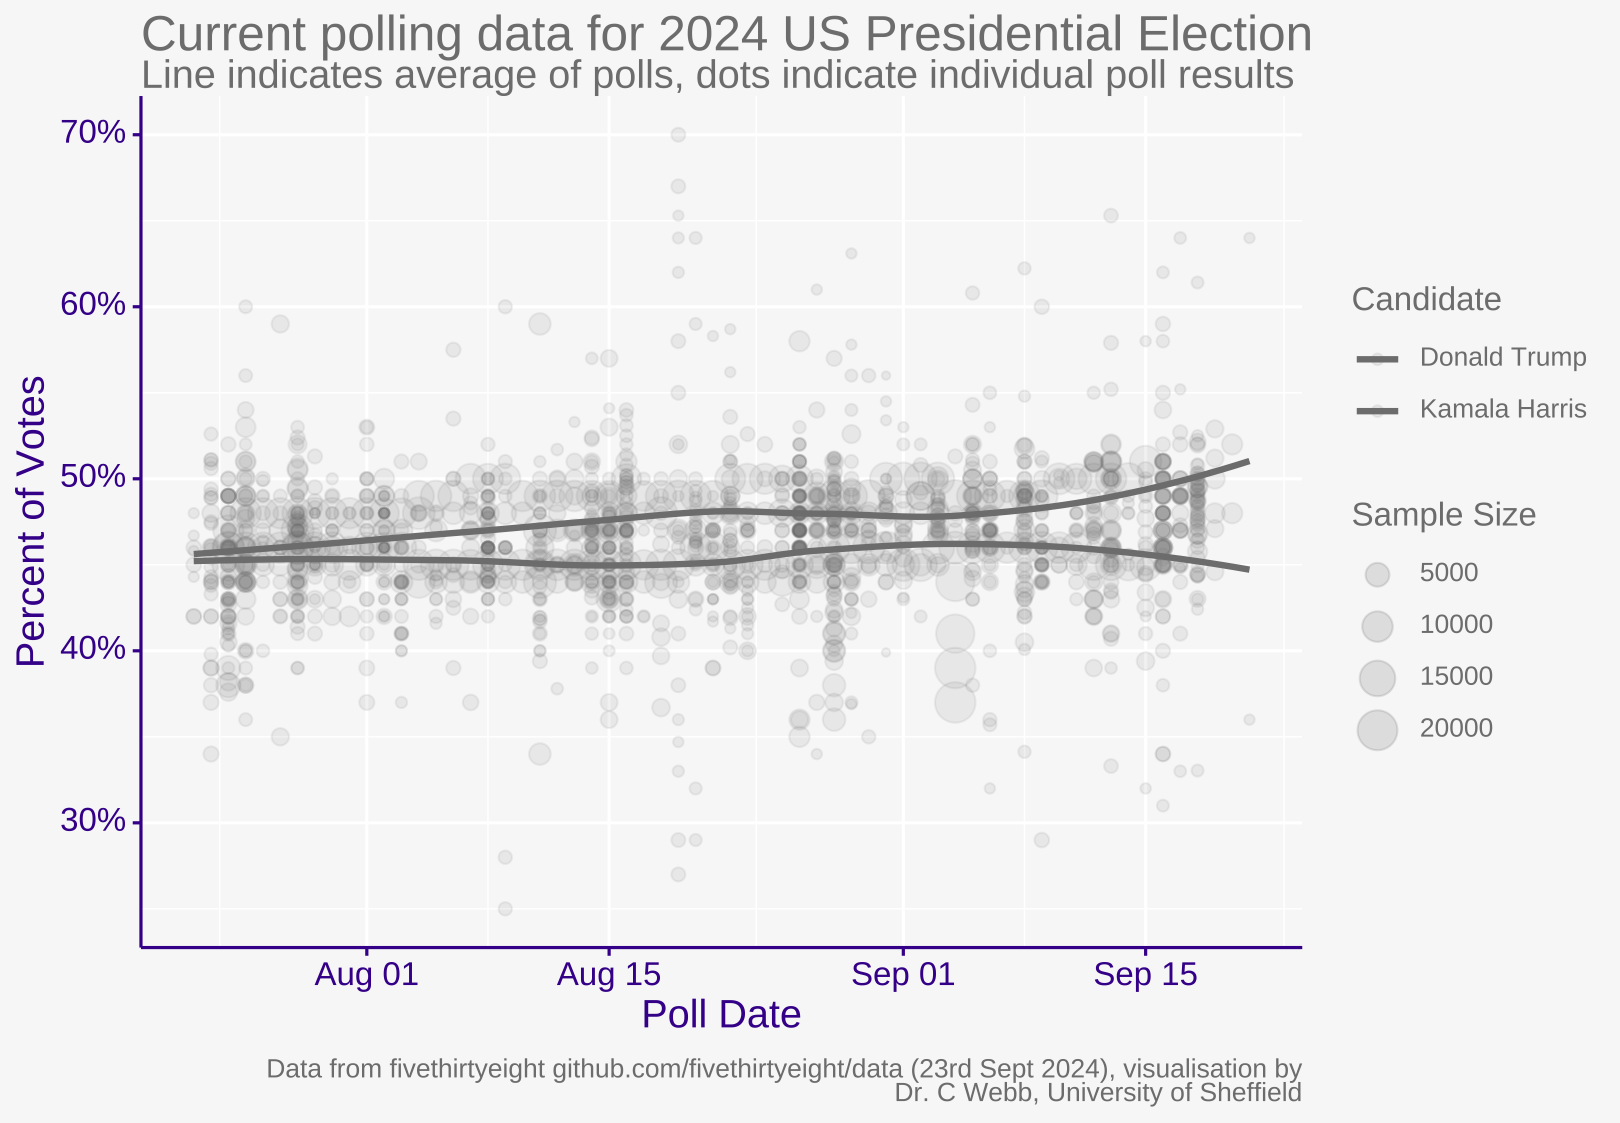 Current polling data for 2024 US Presidential Election
Line indicates average of polls, dots indicate individual poll results
70%
60%
50%
40%
30%
Percent of Votes
Aug 01
Aug 15
Sep 01
Sep 15
Poll Date
Candidate
Donald Trump
Kamala Harris
Sample Size
5000
10000
15000
20000
Data from fivethirtyeight github.com/fivethirtyeight/data (23rd Sept 2024), visualisation by
Dr. C Webb, University of Sheffield